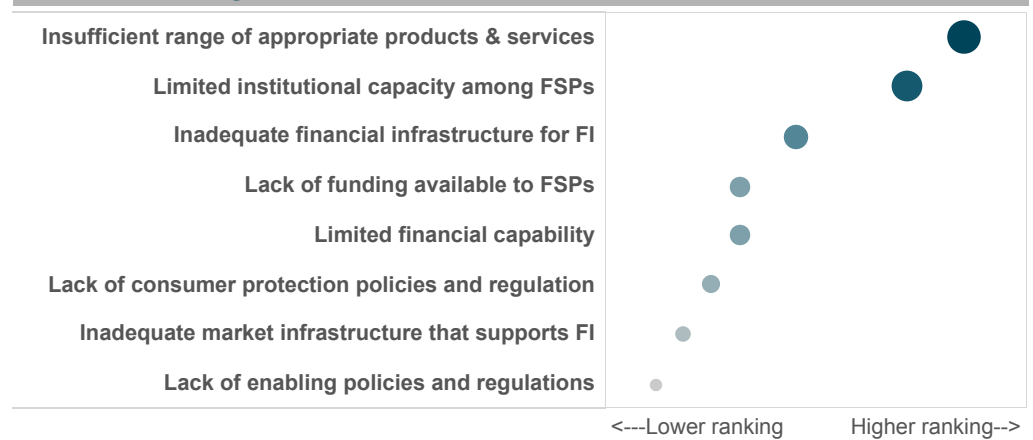 Insufficient range of appropriate products & services
Limited institutional capacity among FSPs
Inadequate financial infrastructure for FI
Lack of funding available to FSPs
Limited financial capability
Lack of consumer protection policies and regulation
Inadequate market infrastructure that supports FI
Lack of enabling policies and regulations
<---Lower ranking Higher ranking-->